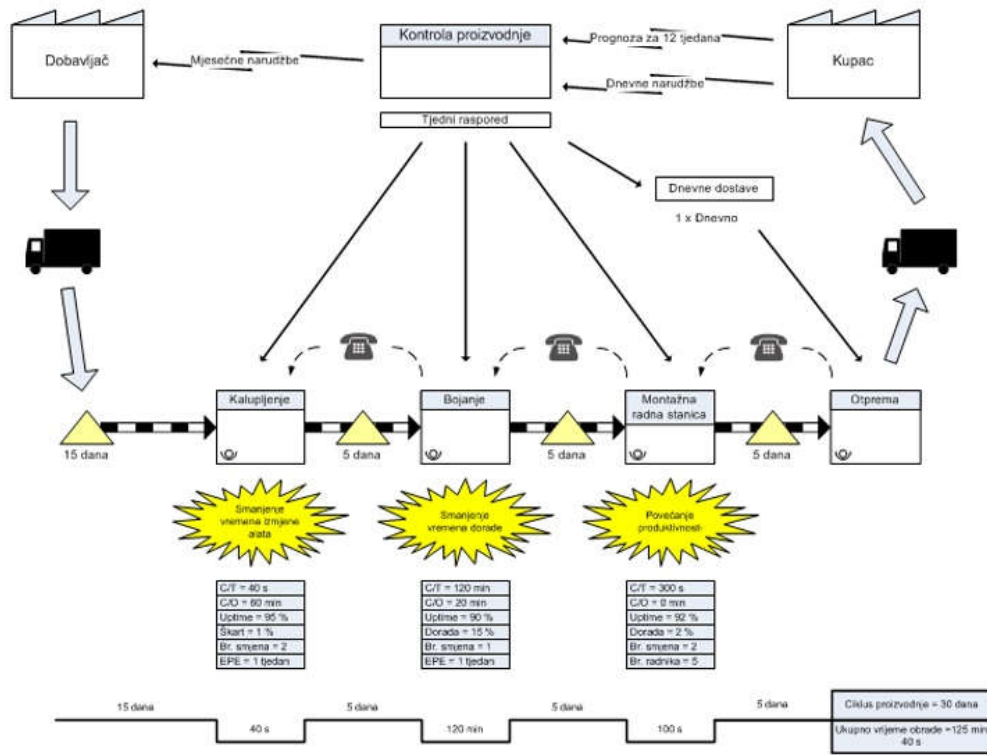 Dobavljač
Mjesečne narudžbe
Kontrola proizvodnje
Prognoza za 12 tjedana
Dnevne narudžbe
Kupac
Tjedni raspored
Dnevne dostave
1 x Dnevno
15 dana
Kalupljenje
5 dana
Bojanje
5 dana
Montažna
radna stanica
5 dana
Otprema
Smanjenje
vremena izmjene
alata
Smanjenje
vremena dorade
Povećanje
produktivnosti
C/T = 40 s
C/O = 60 min
Uptime = 95 %
Škart = 1 %
Br. smjena = 2
EPE = 1 tjedan
C/T = 120 min
C/O = 20 min
Uptime = 90 %
Dorada = 15 %
Br. smjena = 1
EPE = 1 tjedan
C/T = 300 s
C/O = 0 min
Uptime = 92 %
Dorada = 2 %
Br. smjena = 2
Br. radnika = 5
15 dana
40 s
5 dana
120 min
5 dana
100 s
5 dana
Ciklus proizvodnje = 30 dana
Ukupno vrijeme obrade =125 min
40 s